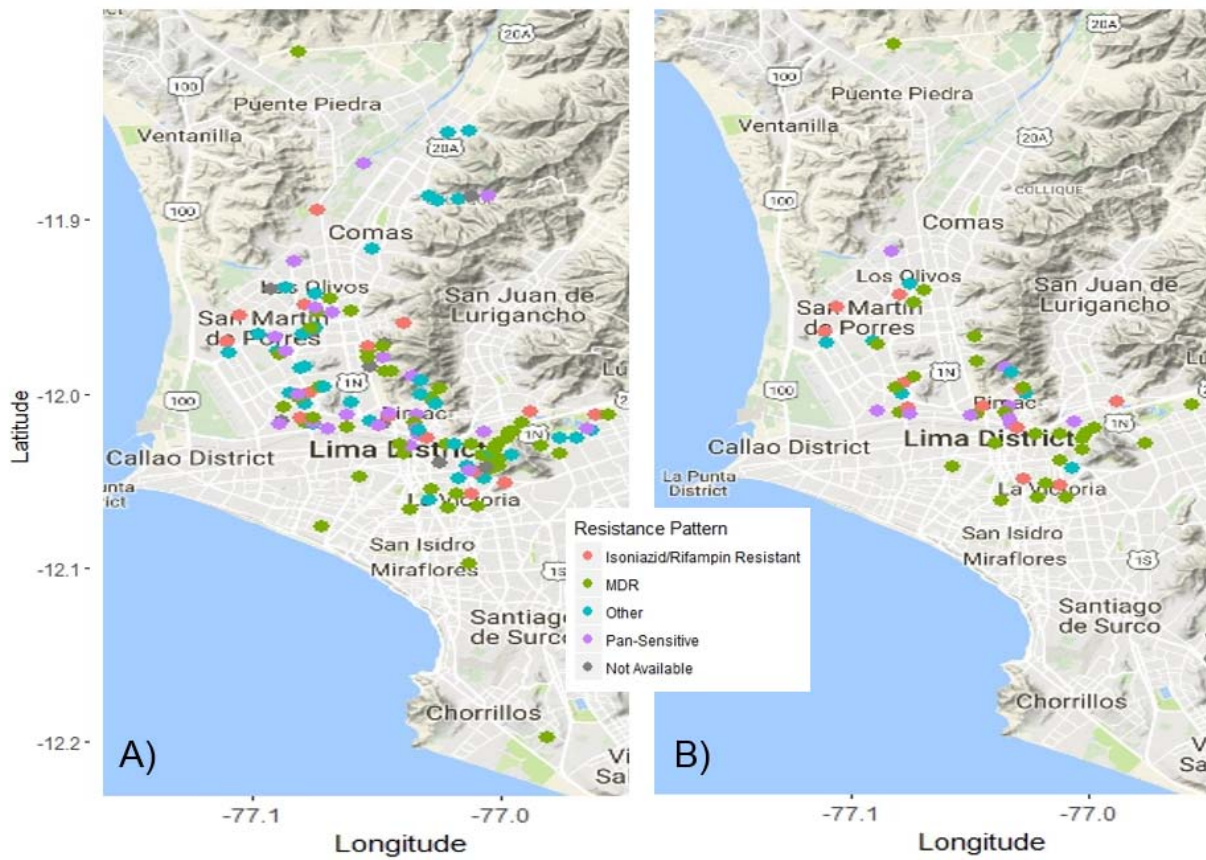 20A
100
Puente Piedra
Ventanilla
20A
-11.9
100
Comas
Los Olivos
San Juan de
Lurigancho
San Martin
de Porres
Latitude
-12.0
1N
100
Rimac
Lima District
1N
Callao District
La Punta
District
La Victoria
San Isidro
Miraflores
-12.1
1S
Santiago
de Surco
Chorrillos
-12.2
A)
-77.1
-77.0
Longitude
20A
100
Puente Piedra
Ventanilla
20A
COLLIQUE
100
Comas
Los Olivos
San Juan de
Lurigancho
San Martin
de Porres
1N
100
Rimac
Lima District
1N
Callao District
La Punta
District
La Victoria
San Isidro
Miraflores
1S
Santiago
de Surco
Chorrillos
B)
-77.1
-77.0
Longitude
Resistance Pattern
Isoniazid/Rifampin Resistant
MDR
Other
Pan-Sensitive
Not Available